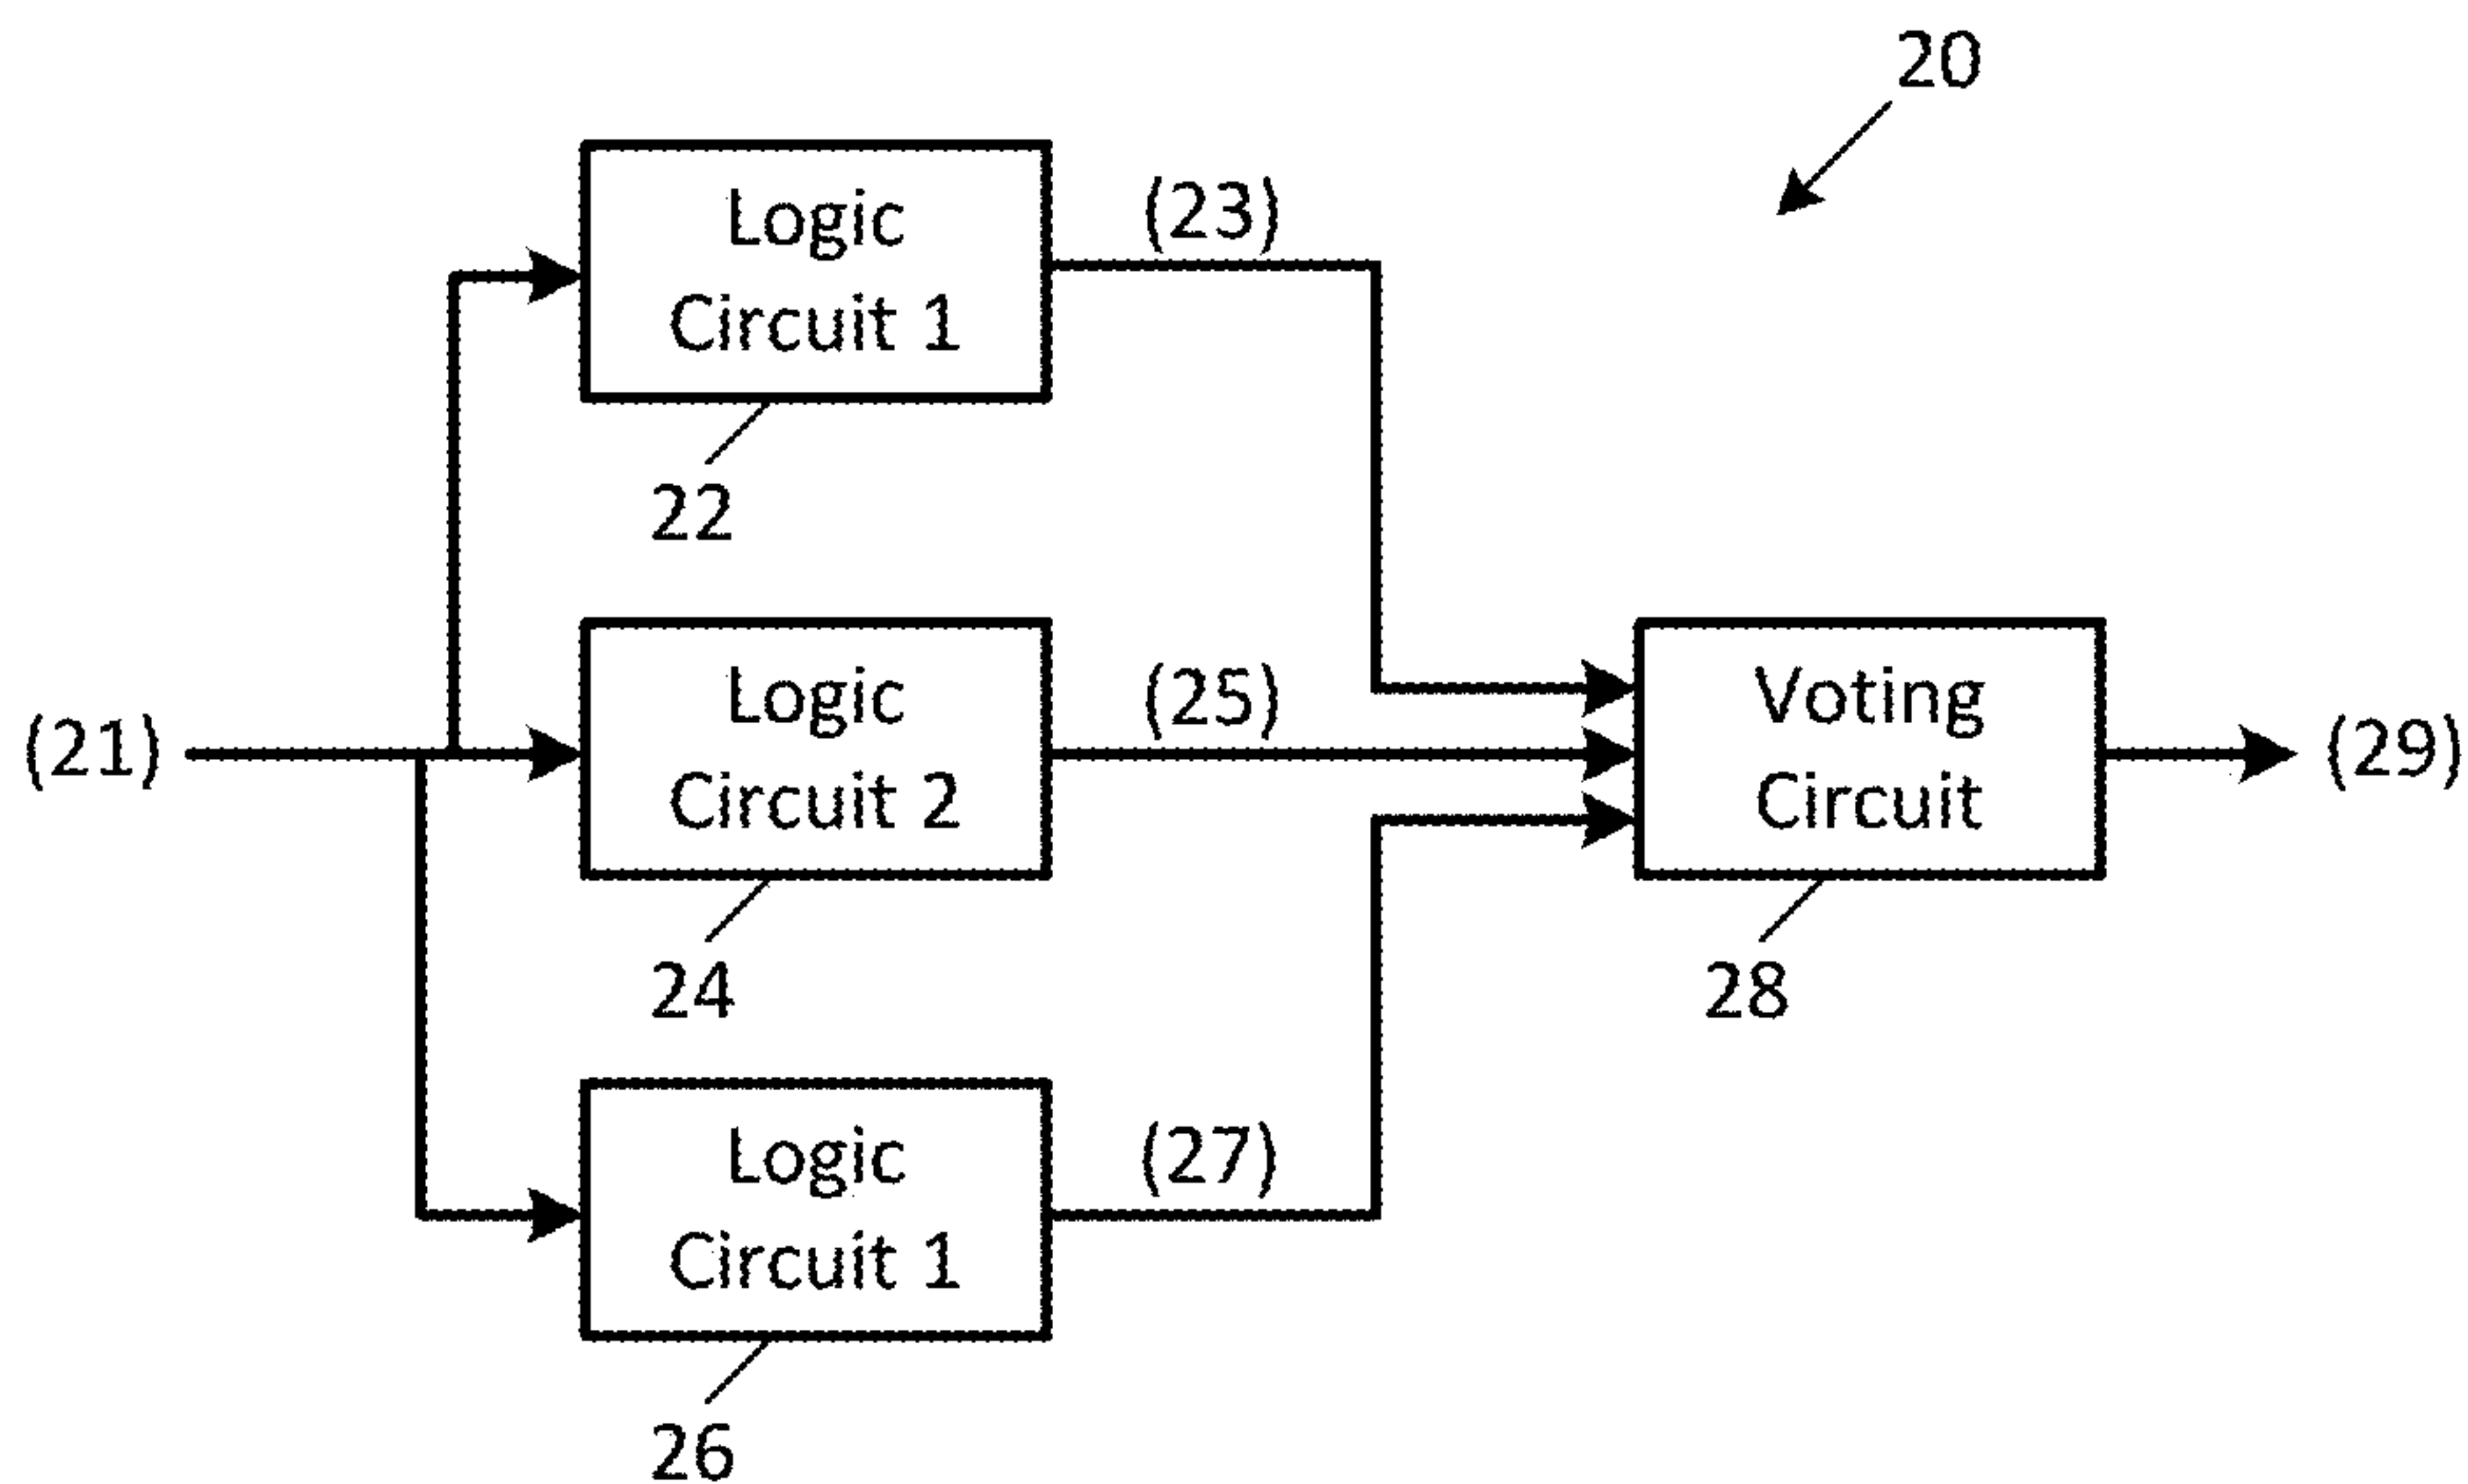 20
Logic
Circuit 1
(23)
22
Logic
Circuit 2
(25)
(21)
Voting
Circuit
(29)
24
28
Logic
Circuit 1
(27)
26